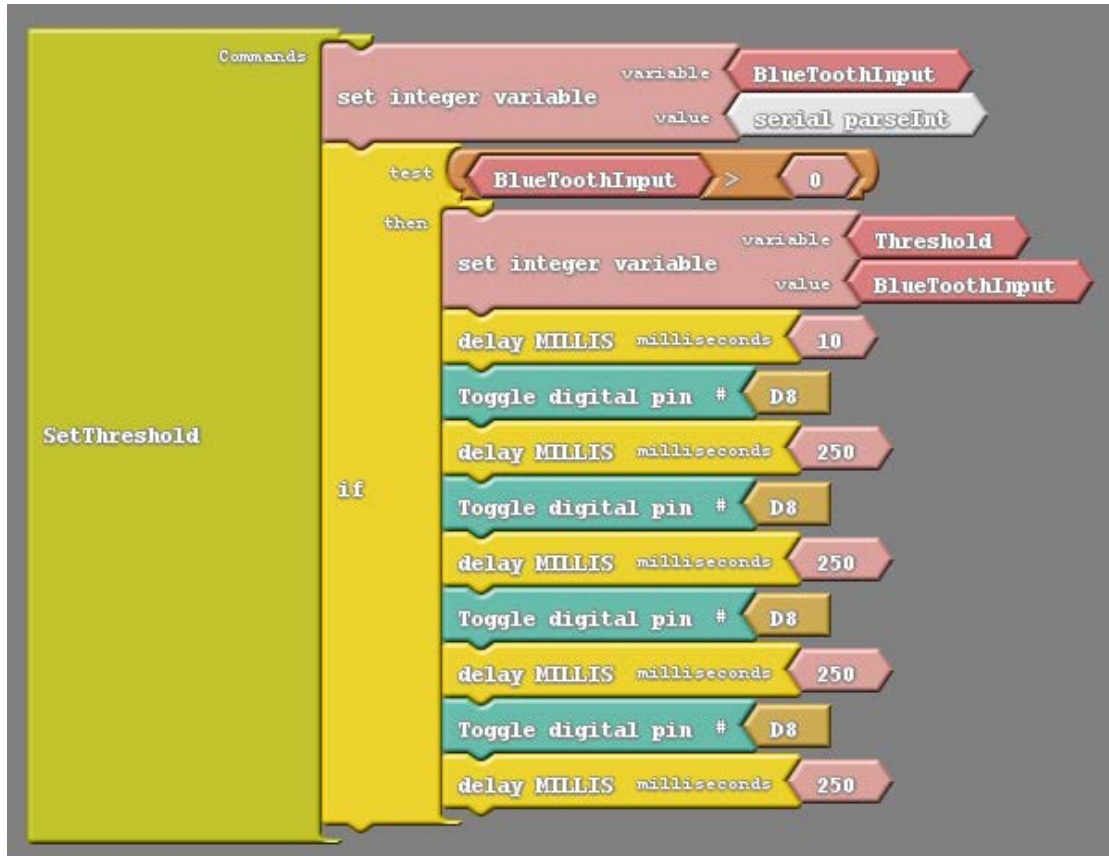 Commands
set integer variable variable BlueToothInput
value serial parseInt
test BlueToothInput > 0
then
set integer variable variable Threshold
value BlueToothInput
delay MILLIS milliseconds 10
Toggle digital pin # D8
SetThreshold
delay MILLIS milliseconds 250
if
Toggle digital pin # D8
delay MILLIS milliseconds 250
Toggle digital pin # D8
delay MILLIS milliseconds 250
Toggle digital pin # D8
delay MILLIS milliseconds 250